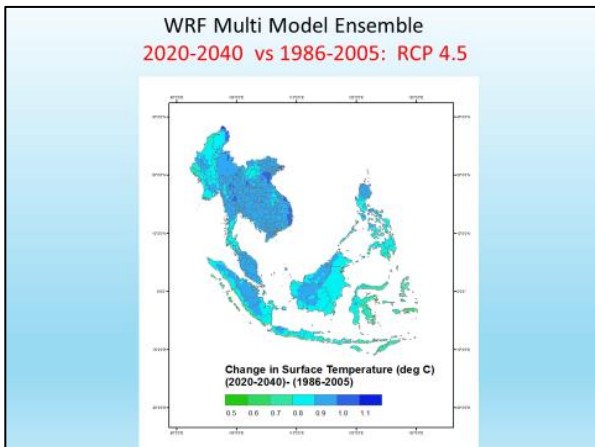 WRF Multi Model Ensemble
2020-2040 vs 1986-2005: RCP 4.5
Change in Surface Temperature (deg C)
(2020-2040)- (1986-2005)
0.5 0.6 0.7 0.8 0.9 1.0 1.1